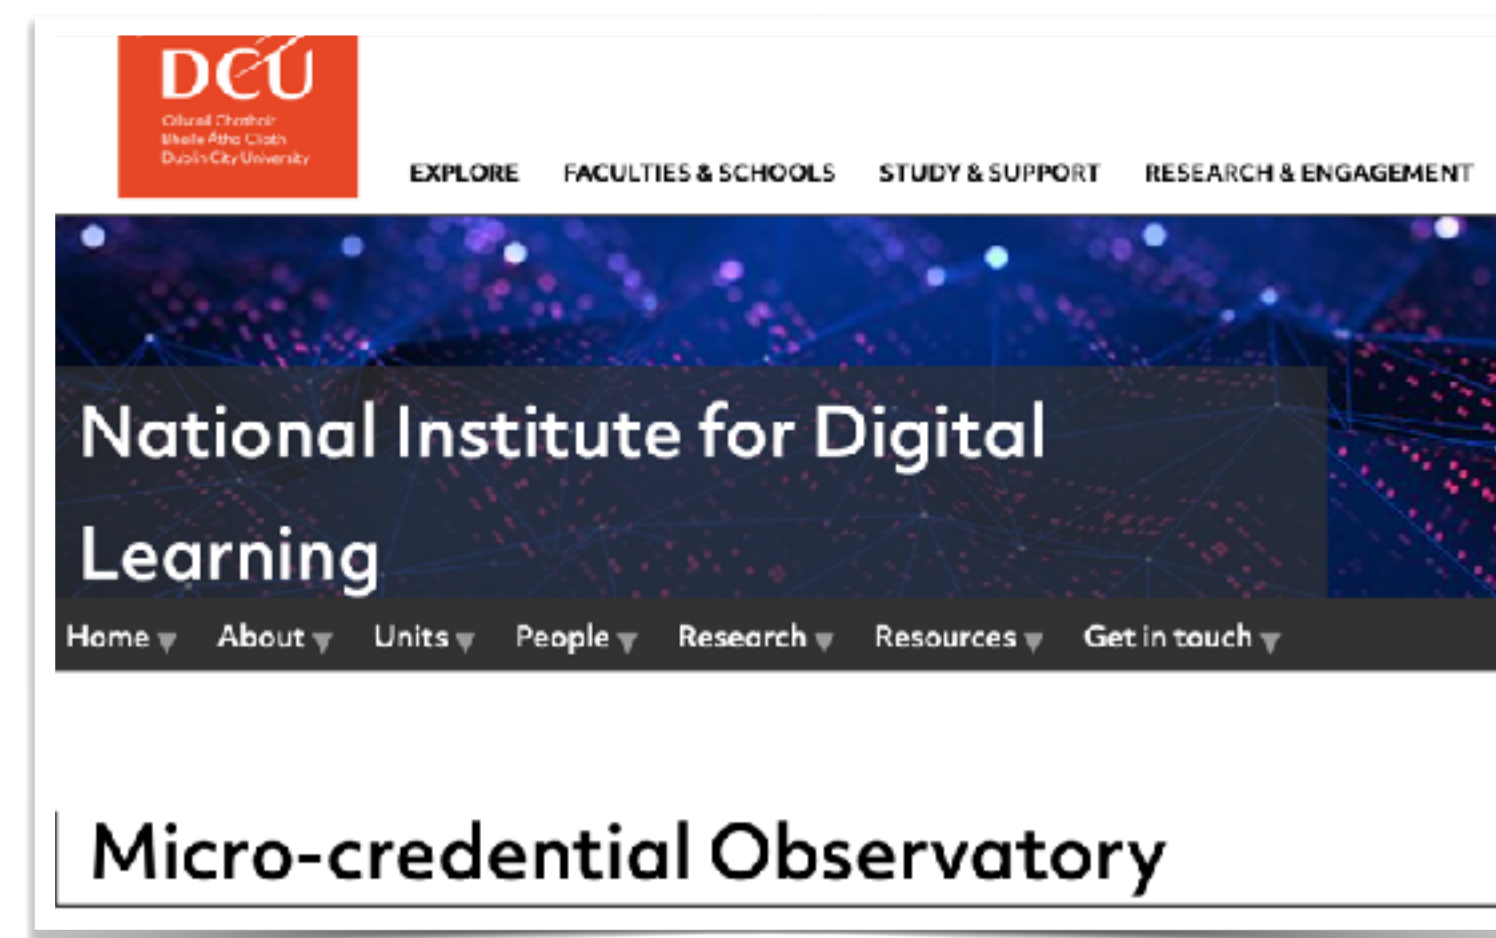 DCU
Ollscoil Chathair
Bhaile Átha Cliath
Dublin City University
EXPLORE FACULTIES & SCHOOLS STUDY & SUPPORT RESEARCH & ENGAGEMENT
National Institute for Digital
Learning
Home About Units People Research Resources Get in touch
Micro-credential Observatory